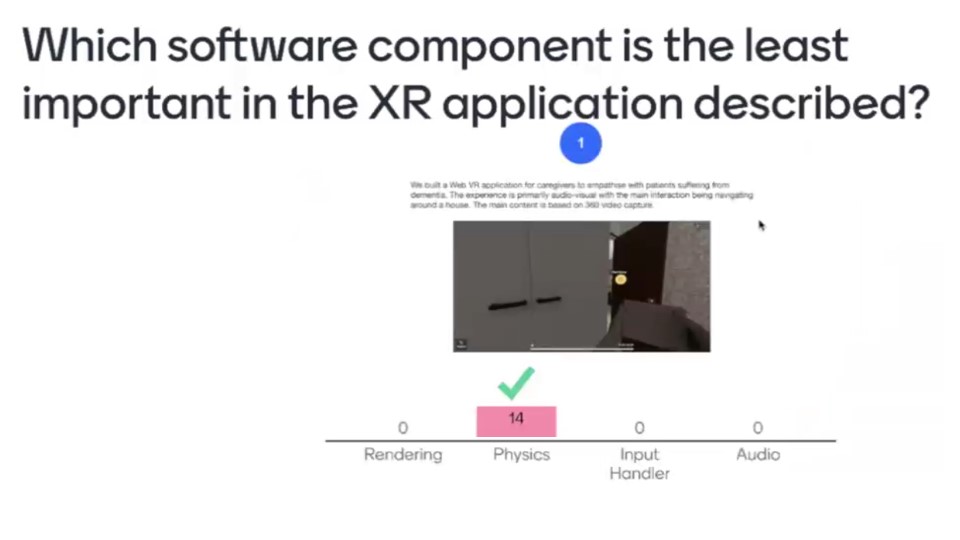 Which software component is the least
important in the XR application described?
1
We built a Web VR application for caregivers to empathise with patients suffering from
dementia. The experience is primarily audio-visual with the main interaction being navigating
around a house. The main content is based on 360 video capture.
14
0
0
0
Rendering
Physics
Input
Handler
Audio